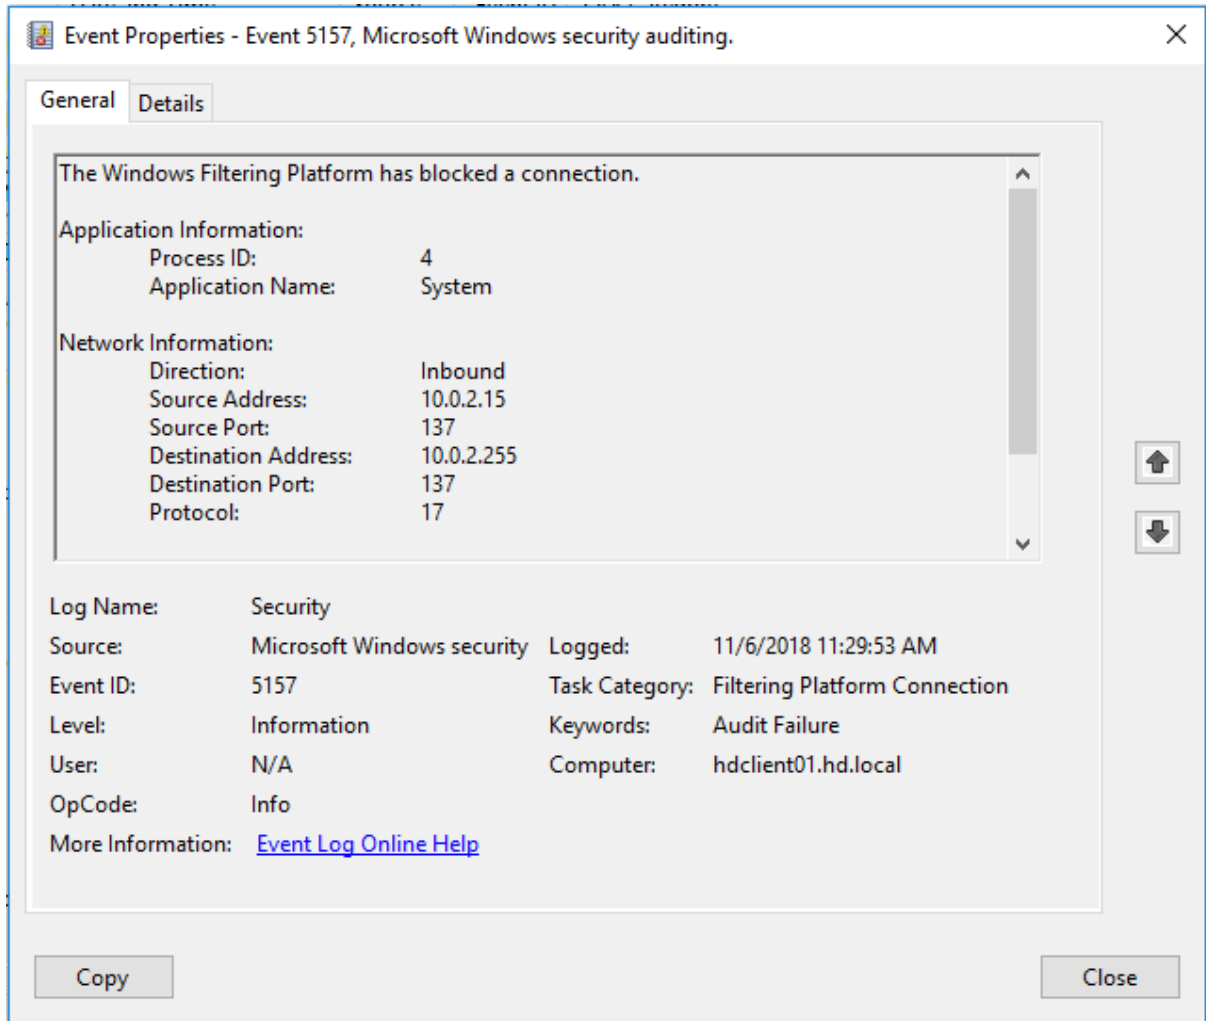 Event Properties - Event 5157, Microsoft Windows security auditing.
General Details
The Windows Filtering Platform has blocked a connection.
Application Information:
Process ID: 4
Application Name: System
Network Information:
Direction: Inbound
Source Address: 10.0.2.15
Source Port: 137
Destination Address: 10.0.2.255
Destination Port: 137
Protocol: 17
Log Name: Security
Source: Microsoft Windows security Logged: 11/6/2018 11:29:53 AM
Event ID: 5157 Task Category: Filtering Platform Connection
Level: Information Keywords: Audit Failure
User: N/A Computer: hdclient01.hd.local
OpCode: Info
More Information: Event Log Online Help
Copy Close